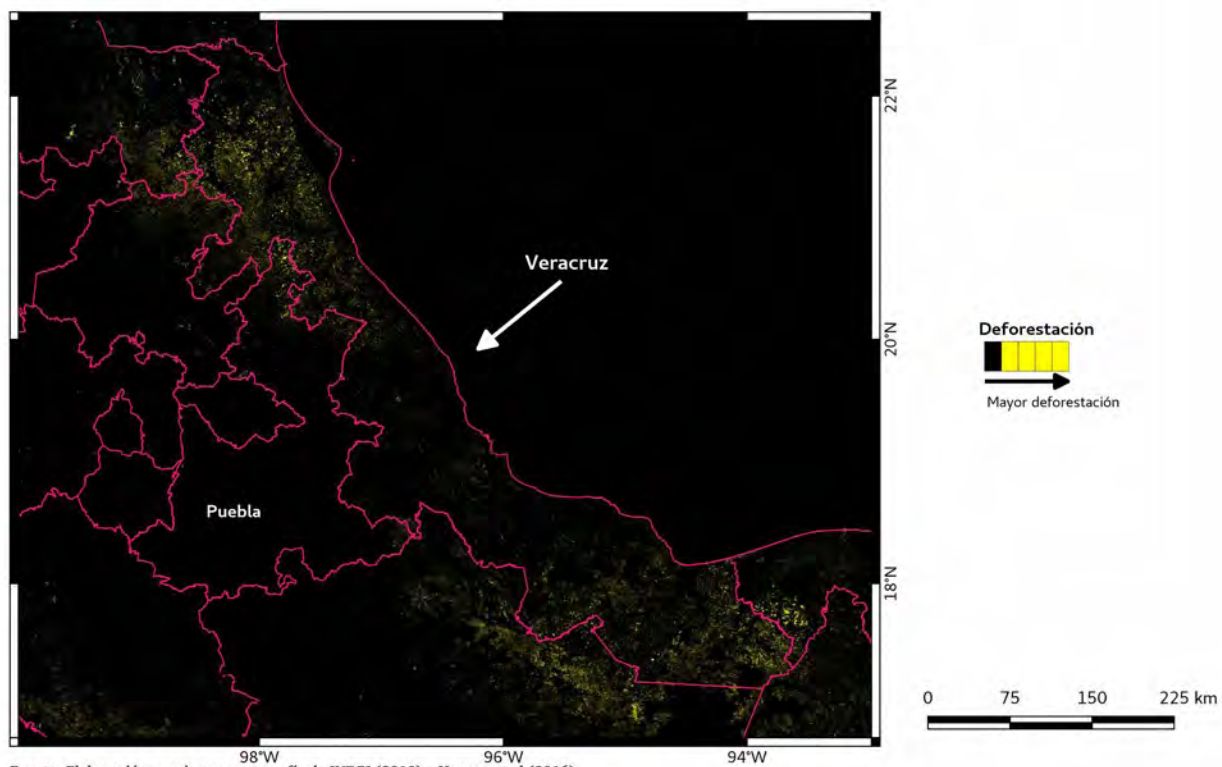 22°N
Veracruz
Deforestación
20°N
Mayor deforestación
Puebla
18°N
0 75 150 225 km
98°W 96°W 94°W